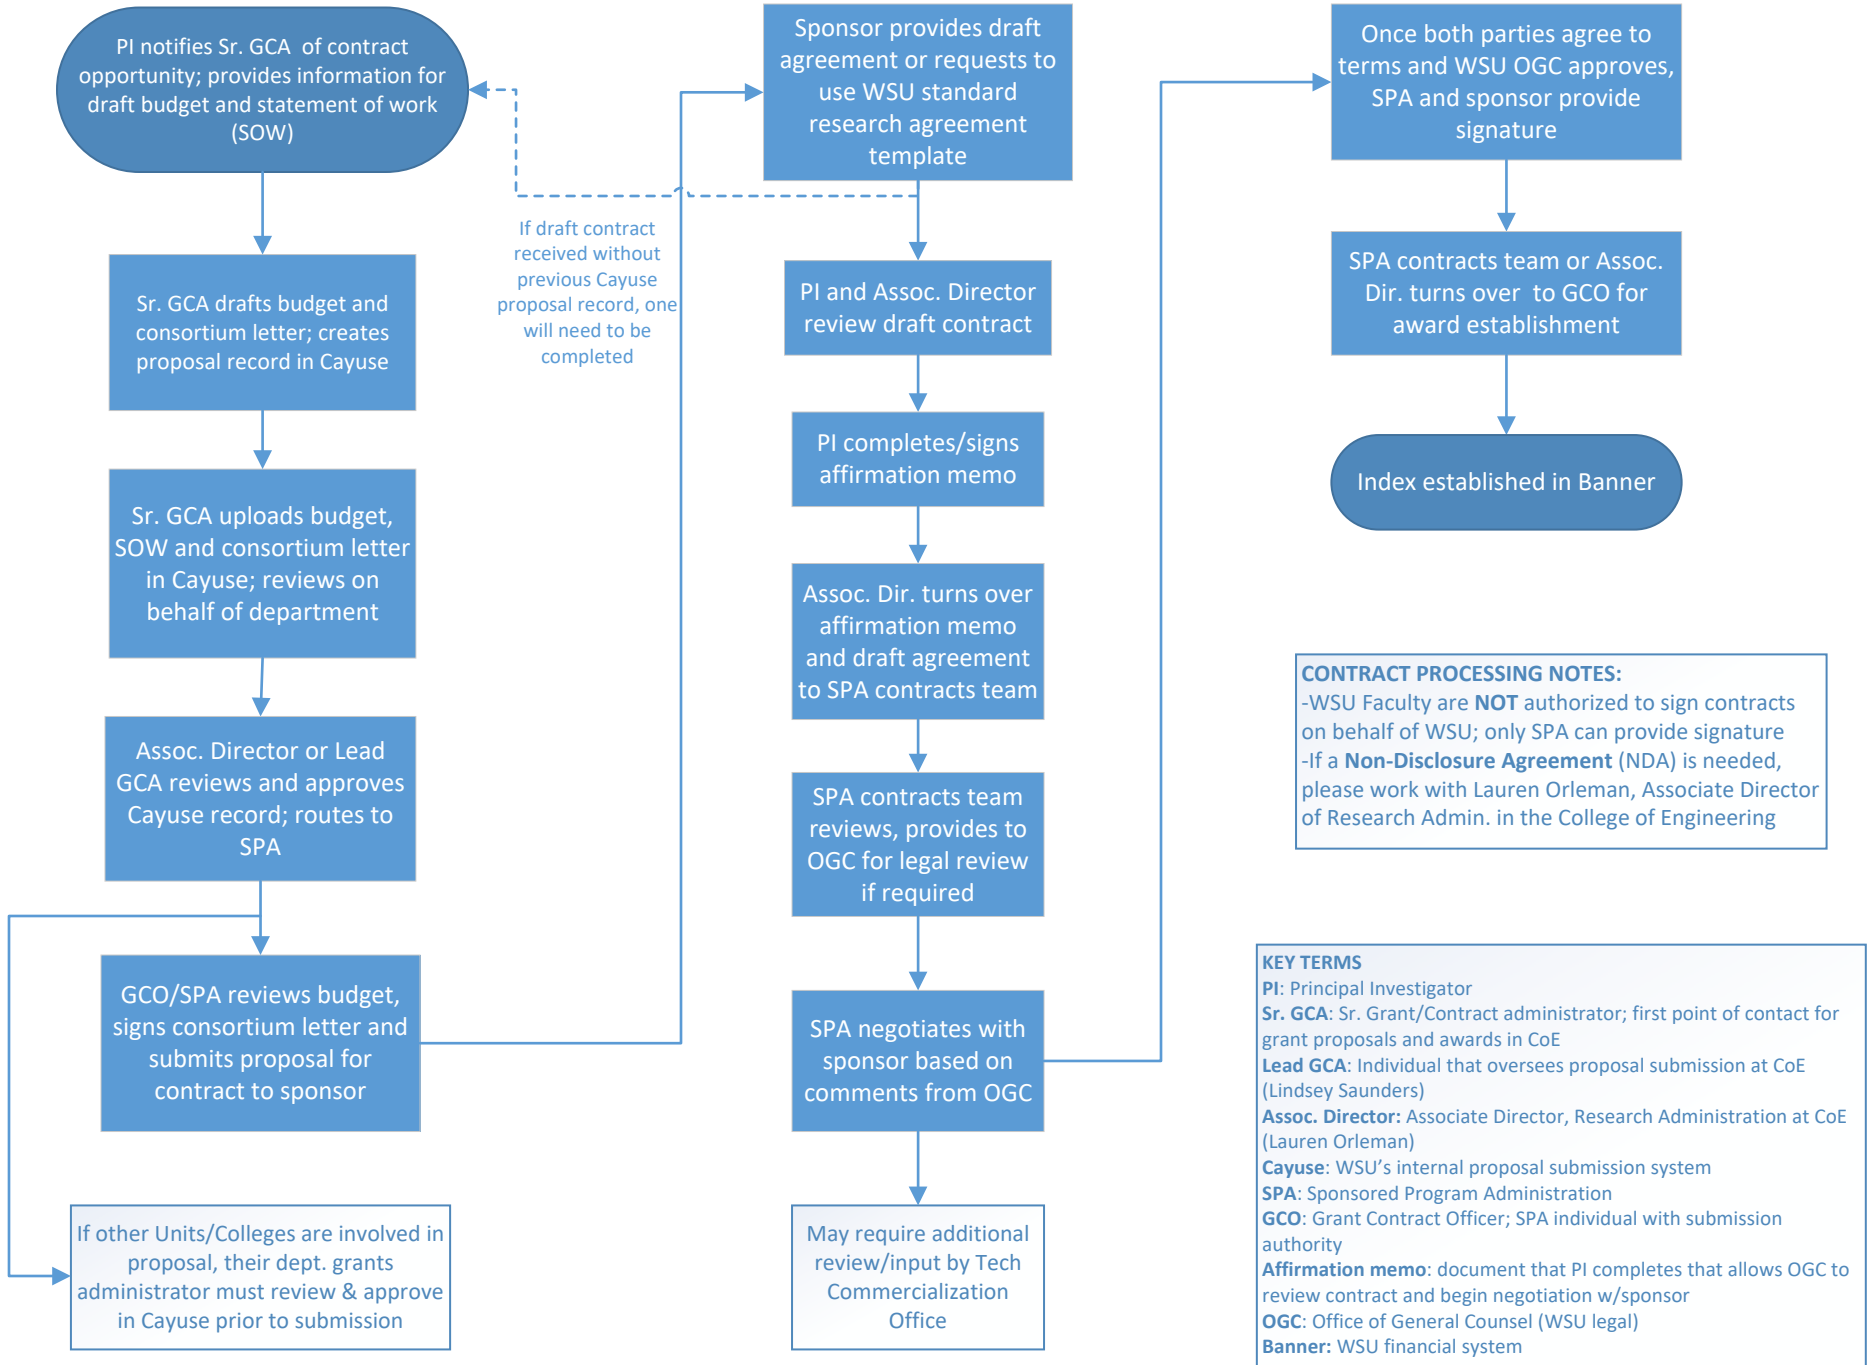 PI notifies Sr. GCA of contract
opportunity; provides information for
draft budget and statement of work
(SOW)
Sr. GCA drafts budget and
consortium letter; creates
proposal record in Cayuse
Sr. GCA uploads budget,
SOW and consortium letter
in Cayuse; reviews on
behalf of department
Assoc. Director or Lead
GCA reviews and approves
Cayuse record; routes to
SPA
GCO/SPA reviews budget,
signs consortium letter and
submits proposal for
contract to sponsor
If other Units/Colleges are involved in
proposal, their dept. grants
administrator must review & approve
in Cayuse prior to submission
If draft contract
received without
previous Cayuse
proposal record, one
will need to be
completed
Sponsor provides draft
agreement or requests to
use WSU standard
research agreement
template
PI and Assoc. Director
review draft contract
PI completes/signs
affirmation memo
Assoc. Dir. turns over
affirmation memo
and draft agreement
to SPA contracts team
SPA contracts team
reviews, provides to
OGC for legal review
if required
SPA negotiates with
sponsor based on
comments from OGC
May require additional
review/input by Tech
Commercialization
Office
Once both parties agree to
terms and WSU OGC approves,
SPA and sponsor provide
signature
SPA contracts team or Assoc.
Dir. turns over to GCO for
award establishment
Index established in Banner
CONTRACT PROCESSING NOTES:
-WSU Faculty are NOT authorized to sign contracts
on behalf of WSU; only SPA can provide signature
-If a Non-Disclosure Agreement (NDA) is needed,
please work with Lauren Orleman, Associate Director
of Research Admin. in the College of Engineering
KEY TERMS
PI: Principal Investigator
Sr. GCA: Sr. Grant/Contract administrator; first point of contact for
grant proposals and awards in CoE
Lead GCA: Individual that oversees proposal submission at CoE
(Lindsey Saunders)
Assoc. Director: Associate Director, Research Administration at CoE
(Lauren Orleman)
Cayuse: WSU's internal proposal submission system
SPA: Sponsored Program Administration
GCO: Grant Contract Officer; SPA individual with submission
authority
Affirmation memo: document that PI completes that allows OGC to
review contract and begin negotiation w/sponsor
OGC: Office of General Counsel (WSU legal)
Banner: WSU financial system